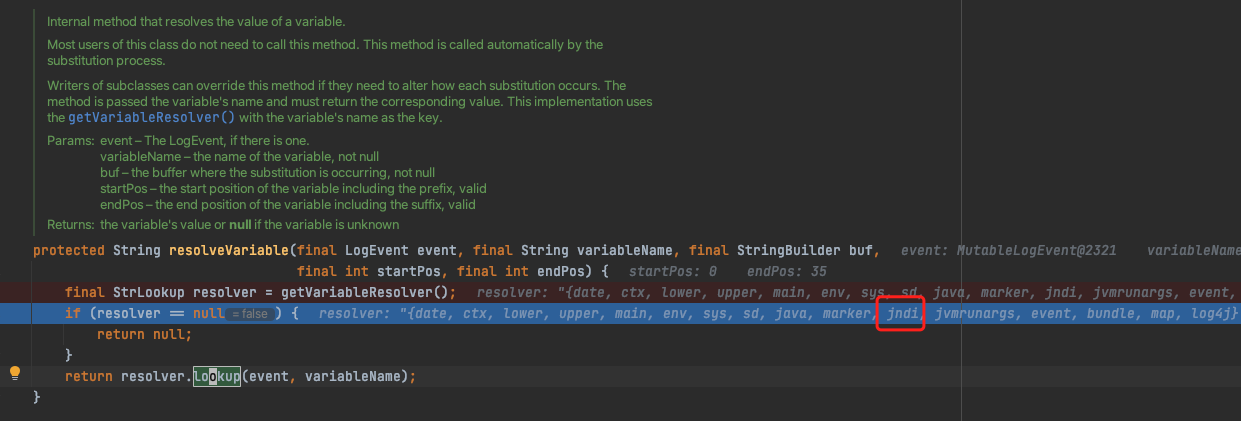 Internal method that resolves the value of a variable.
Most users of this class do not need to call this method. This method is called automatically by the
substitution process.
Writers of subclasses can override this method if they need to alter how each substitution occurs. The
method is passed the variable's name and must return the corresponding value. This implementation uses
the getVariableResolver() with the variable's name as the key.
Params: event – The LogEvent, if there is one.
variableName – the name of the variable, not null
buf – the buffer where the substitution is occurring, not null
startPos – the start position of the variable including the prefix, valid
endPos – the end position of the variable including the suffix, valid
Returns: the variable's value or null if the variable is unknown
protected String resolveVariable(final LogEvent event, final String variableName, final StringBuilder buf, event: MutableLogEvent@2321 variableName
final int startPos, final int endPos) { startPos: 0 endPos: 35
final StrLookup resolver = getVariableResolver(); resolver: "{date, ctx, lower, upper, main, env, sys, sd, java, marker, jndi, jvmrunargs, event,
if (resolver == null = false ) { resolver: "{date, ctx, lower, upper, main, env, sys, sd, java, marker, jndi, jvmrunargs, event, bundle, map, log4j}
return null;
}
return resolver.lookup(event, variableName);
}